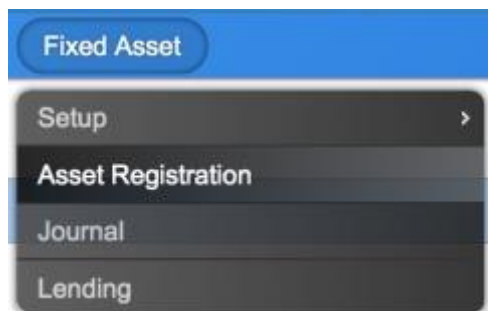 Fixed Asset
Setup
Asset Registration
Journal
Lending